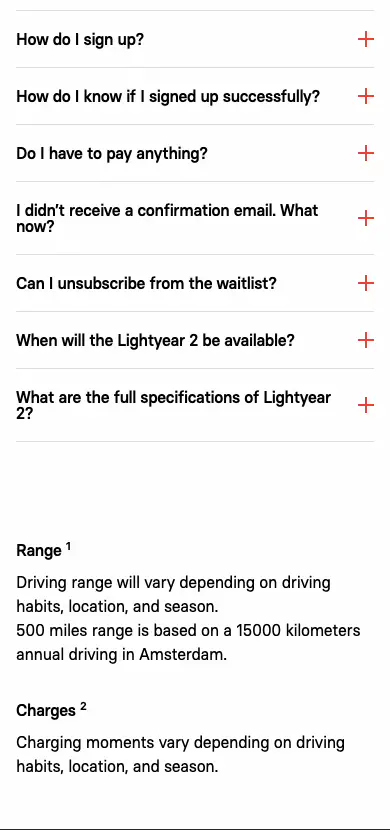 How do I sign up?
How do I know if I signed up successfully?
Do I have to pay anything?
I didn't receive a confirmation email. What
now?
Can I unsubscribe from the waitlist?
When will the Lightyear 2 be available?
What are the full specifications of Lightyear
2?
Range 1
Driving range will vary depending on driving
habits, location, and season.
500 miles range is based on a 15000 kilometers
annual driving in Amsterdam.
Charges 2
Charging moments vary depending on driving
habits, location, and season.